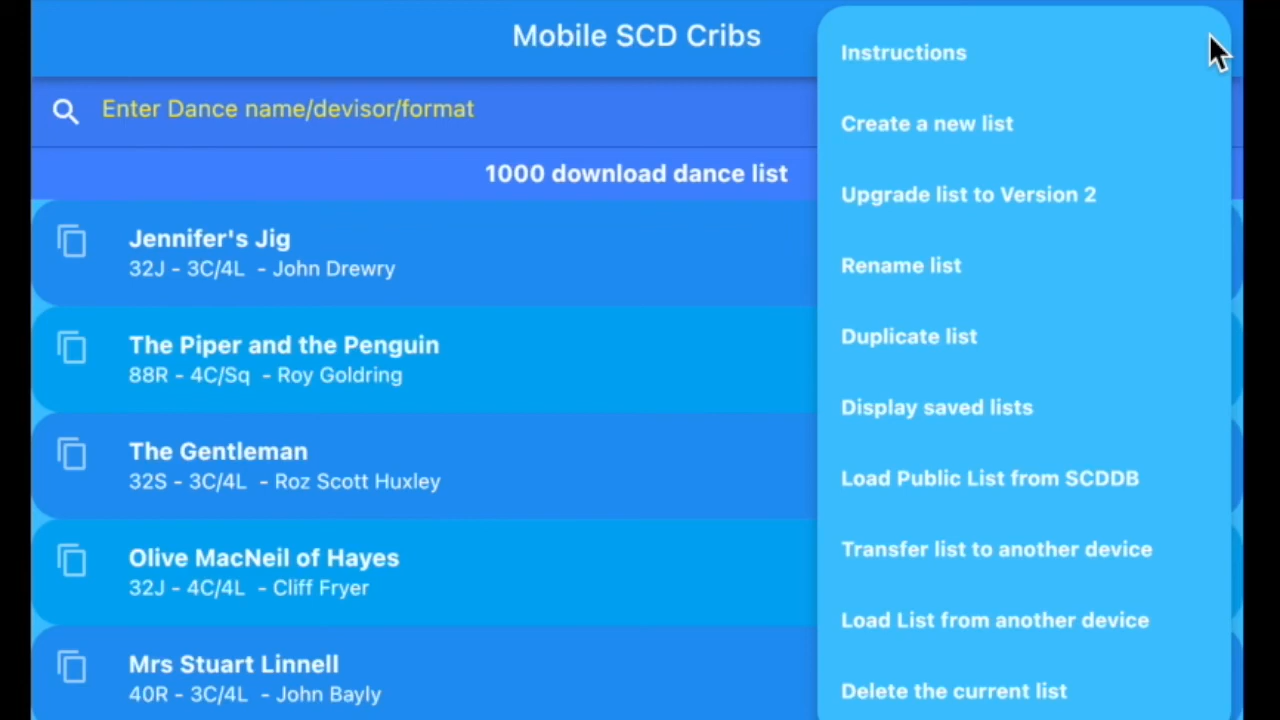 Mobile SCD Cribs
Enter Dance name/devisor/format
1000 download dance list
Jennifer's Jig
32J - 3C/4L - John Drewry
The Piper and the Penguin
88R - 4C/Sq - Roy Goldring
The Gentleman
32S - 3C/4L - Roz Scott Huxley
Olive MacNeil of Hayes
32J - 4C/4L - Cliff Fryer
Mrs Stuart Linnell
40R - 3C/4L - John Bayly
Instructions
Create a new list
Upgrade list to Version 2
Rename list
Duplicate list
Display saved lists
Load Public List from SCDDB
Transfer list to another device
Load List from another device
Delete the current list